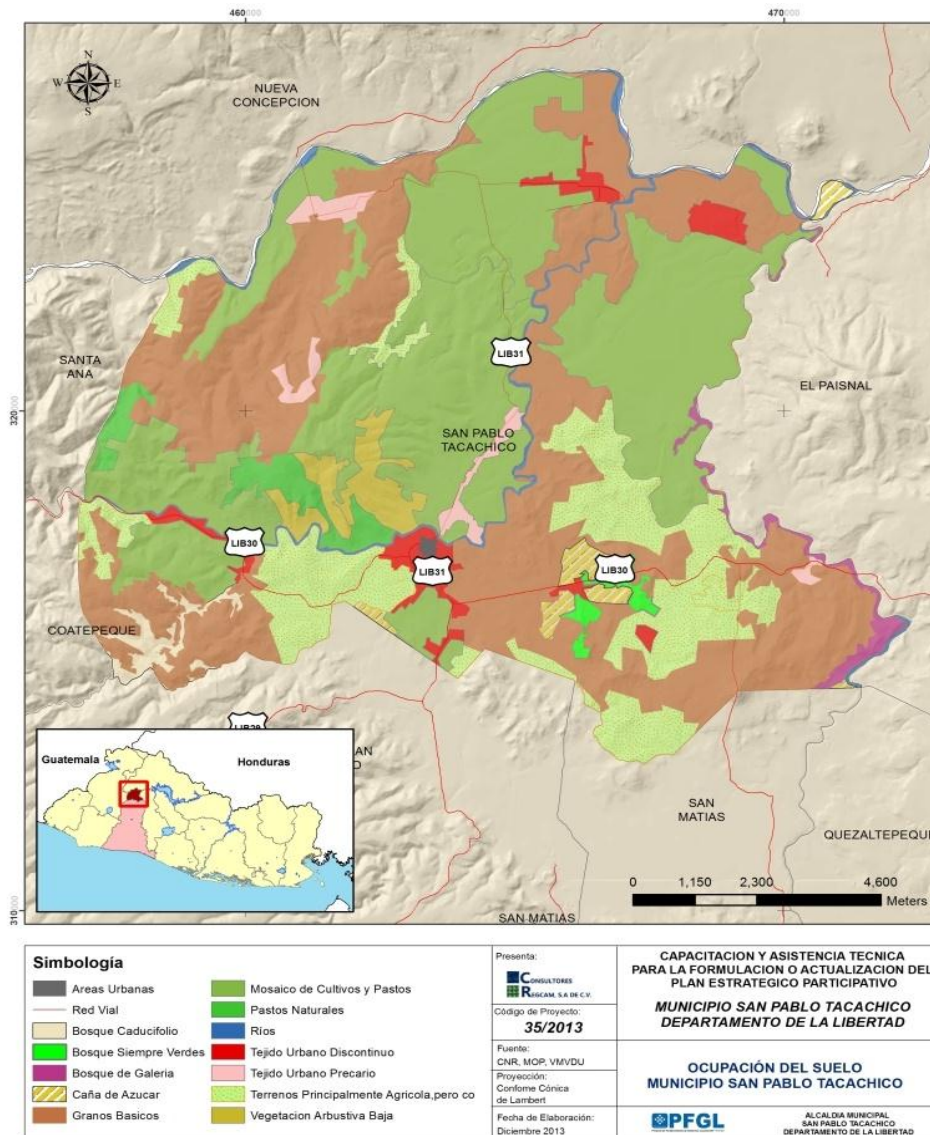 460000
470000
N
W E
S
NUEVA
CONCEPCION
SANTA
ANA
LIB31
EL PAISNAL
320000
SAN PABLO
TACACHICO
LIB30
LIB31
LIB30
COATEPEQUE
Guatemala
Honduras
SAN
MATIAS
QUEZALTEPEQUE
0 1,150 2,300 4,600
Meters
310000
SAN MATIAS
Simbología
Areas Urbanas
Red Vial
Bosque Caducifolio
Bosque Siempre Verdes
Bosque de Galeria
Caña de Azucar
Granos Basicos
Mosaico de Cultivos y Pastos
Pastos Naturales
Ríos
Tejido Urbano Discontinuo
Tejido Urbano Precario
Terrenos Principalmente Agrícola,pero co
Vegetacion Arbustiva Baja
Presenta:
CONSULTORES
REGCAM, S.A DE C.V.
Código de Proyecto:
35/2013
Fuente:
CNR, MOP, VMVDU
Proyección:
Confome Cónica
de Lambert
Fecha de Elaboración:
Diciembre 2013
CAPACITACION Y ASISTENCIA TECNICA
PARA LA FORMULACION O ACTUALIZACION DEL
PLAN ESTRATEGICO PARTICIPATIVO
MUNICIPIO SAN PABLO TACACHICO
DEPARTAMENTO DE LA LIBERTAD
OCUPACIÓN DEL SUELO
MUNICIPIO SAN PABLO TACACHICO
PFGL
ALCALDIA MUNICIPAL
SAN PABLO TACACHICO
DEPARTAMENTO DE LA LIBERTAD